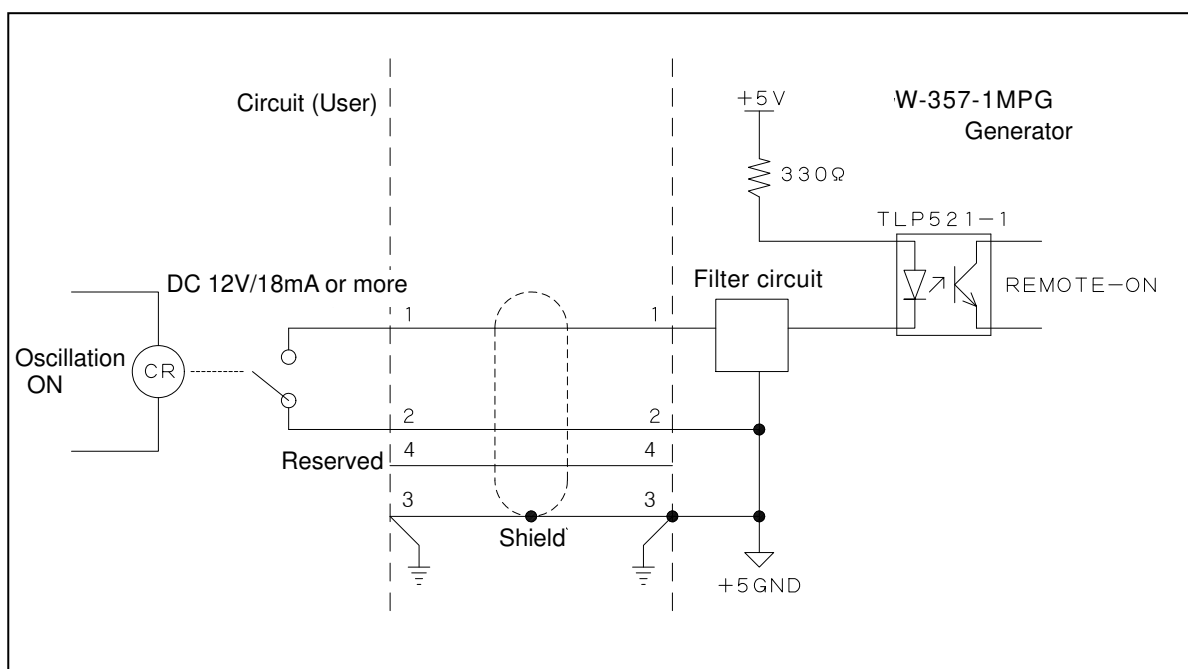 Circuit (User)
+5V
W-357-1MPG
Generator
330Ω
TLP521-1
DC 12V/18mA or more
Filter circuit
REMOTE-ON
1
1
Oscillation
ON
CR
2
2
Reserved
4
4
3
3
Shield
+5GND